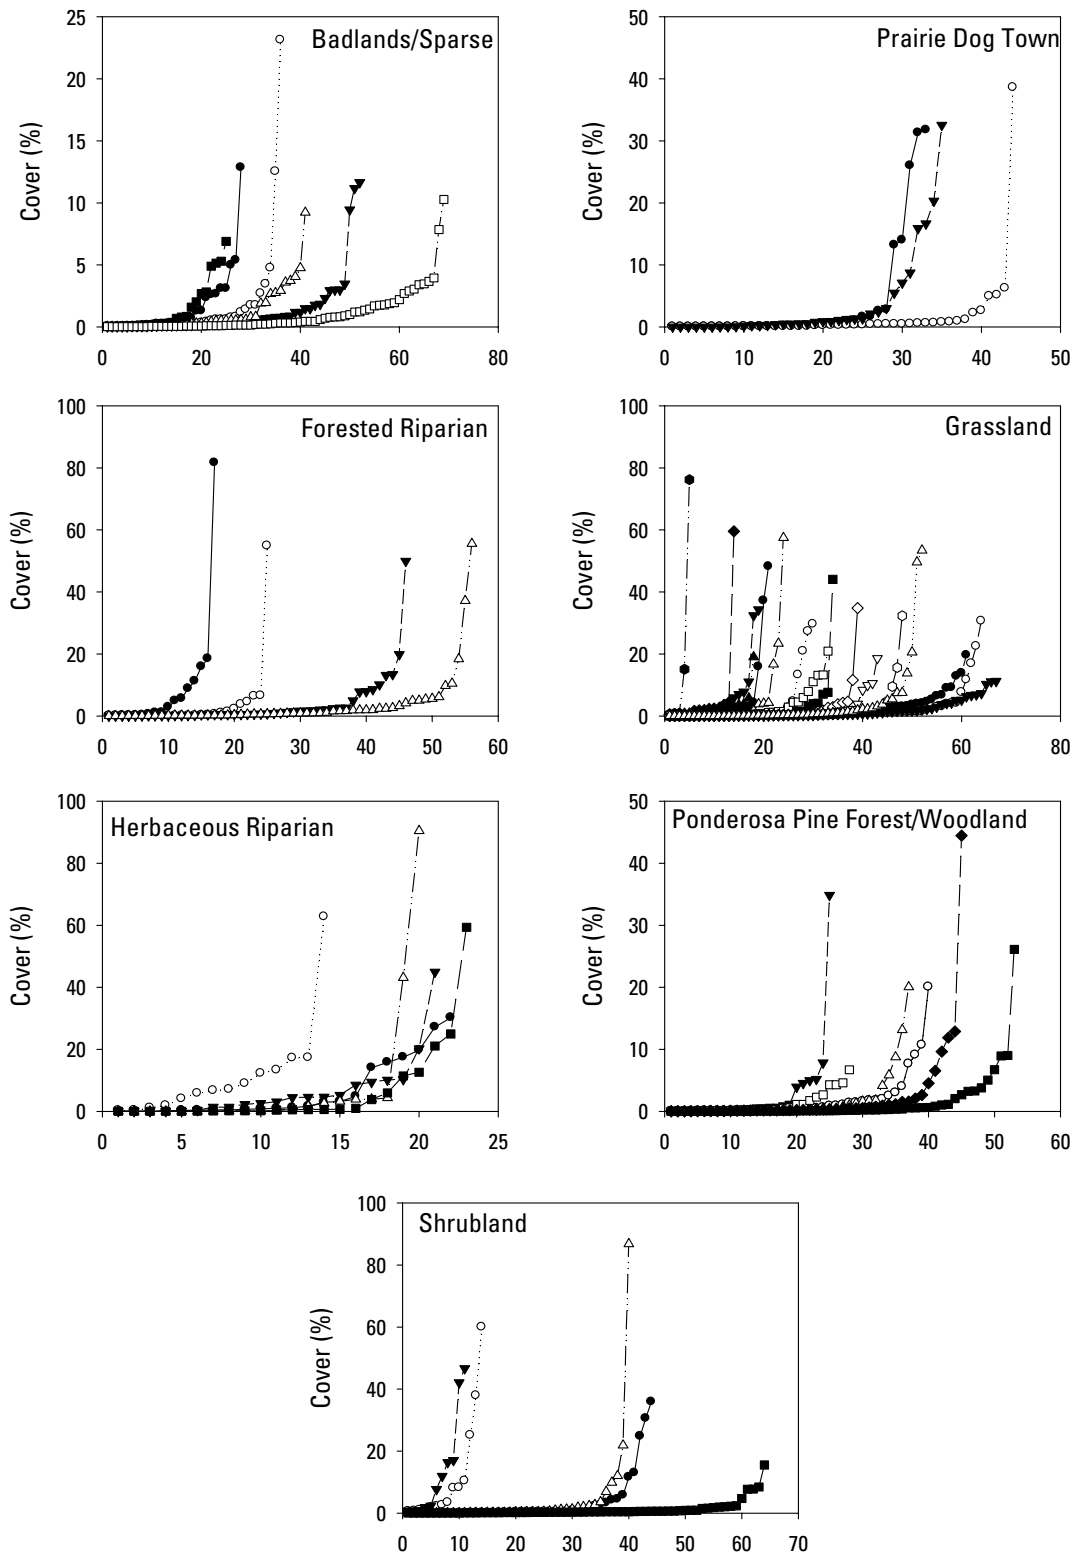 Badlands/Sparse
Cover (%)
25
20
15
10
5
0
0 20 40 60 80
Prairie Dog Town
Cover (%)
50
40
30
20
10
0
0 10 20 30 40 50
Forested Riparian
Cover (%)
100
80
60
40
20
0
0 10 20 30 40 50 60
Grassland
Cover (%)
100
80
60
40
20
0
0 20 40 60 80
Herbaceous Riparian
Cover (%)
100
80
60
40
20
0
0 5 10 15 20 25
Ponderosa Pine Forest/Woodland
Cover (%)
50
40
30
20
10
0
0 10 20 30 40 50 60
Shrubland
Cover (%)
100
80
60
40
20
0
0 10 20 30 40 50 60 70